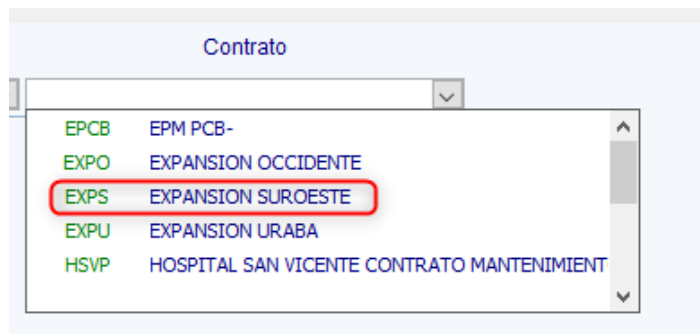 Contrato
EPCB EPM PCB-
EXPO EXPANSION OCCIDENTE
EXPS EXPANSION SUROESTE
EXPU EXPANSION URABA
HSVP HOSPITAL SAN VICENTE CONTRATO MANTENIMIENT